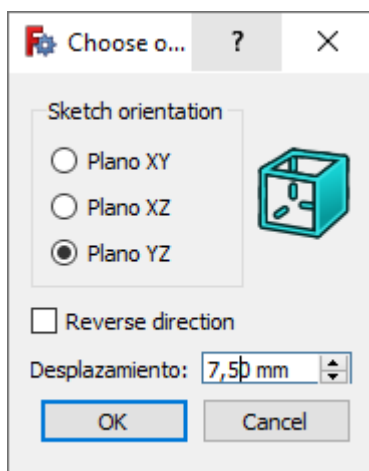 Choose o... ?
Sketch orientation
Plano XY
Plano XZ
Plano YZ
Reverse direction
Desplazamiento: 7,50 mm
OK Cancel